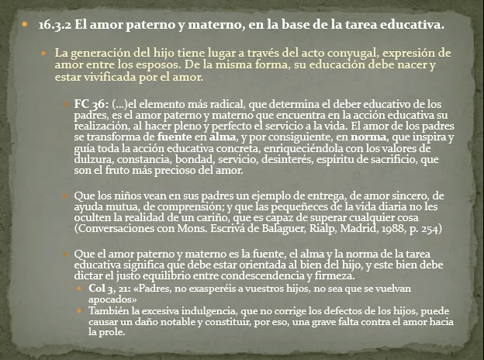 16.3.2 El amor paterno y materno, en la base de la tarea educativa.
La generación del hijo tiene lugar a través del acto conyugal, expresión de
amor entre los esposos. De la misma forma, su educación debe nacer y
estar vivificada por el amor.
FC 36: (...)el elemento más radical, que determina el deber educativo de los
padres, es el amor paterno y materno que encuentra en la acción educativa su
realización, al hacer pleno y perfecto el servicio a la vida. El amor de los padres
se transforma de fuente en alma, y por consiguiente, en norma, que inspira y
guía toda la acción educativa concreta, enriqueciéndola con los valores de
dulzura, constancia, bondad, servicio, desinterés, espíritu de sacrificio, que
son el fruto más precioso del amor.
Que los niños vean en sus padres un ejemplo de entrega, de amor sincero, de
ayuda mutua, de comprensión; y que las pequeñeces de la vida diaria no les
oculten la realidad de un cariño, que es capaz de superar cualquier cosa
(Conversaciones con Mons. Escrivá de Balaguer, Rialp, Madrid, 1988, p. 254)
Que el amor paterno y materno es la fuente, el alma y la norma de la tarea
educativa significa que debe estar orientada al bien del hijo, y este bien debe
dictar el justo equilibrio entre condescendencia y firmeza.
Col 3, 21: «Padres, no exasperéis a vuestros hijos, no sea que se vuelvan
apocados»
También la excesiva indulgencia, que no corrige los defectos de los hijos, puede
causar un daño notable y constituir, por eso, una grave falta contra el amor hacia
la prole.